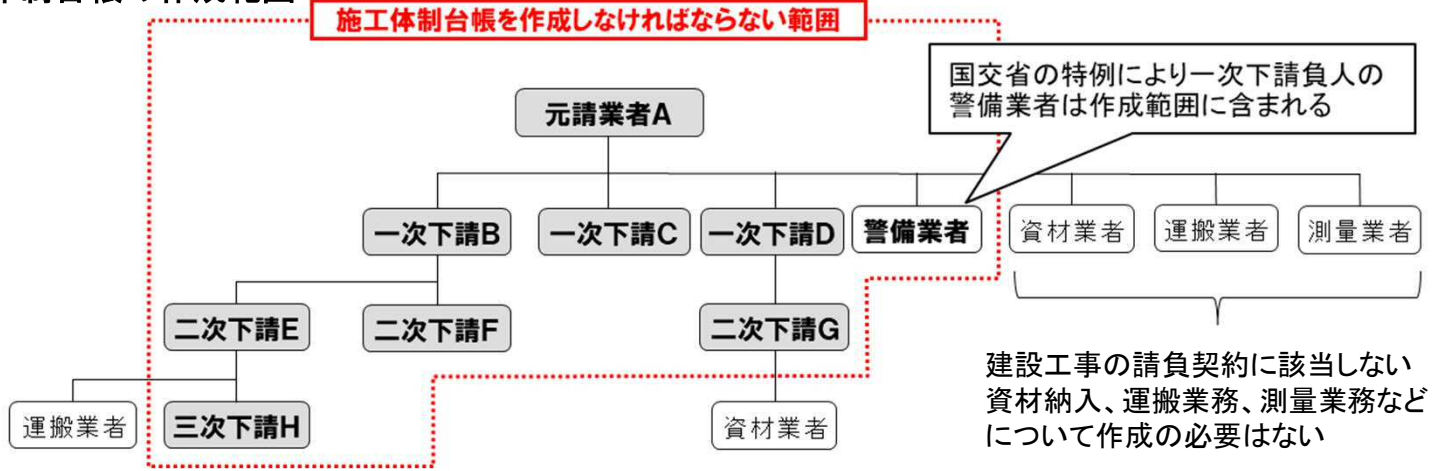 施工体制台帳を作成しなければならない範囲
国交省の特例により一次下請負人の
警備業者は作成範囲に含まれる
元請業者A
一次下請B
一次下請C
一次下請D
警備業者
資材業者
運搬業者
測量業者
二次下請E
二次下請F
二次下請G
建設工事の請負契約に該当しない
資材納入、運搬業務、測量業務など
について作成の必要はない
運搬業者
三次下請H
資材業者